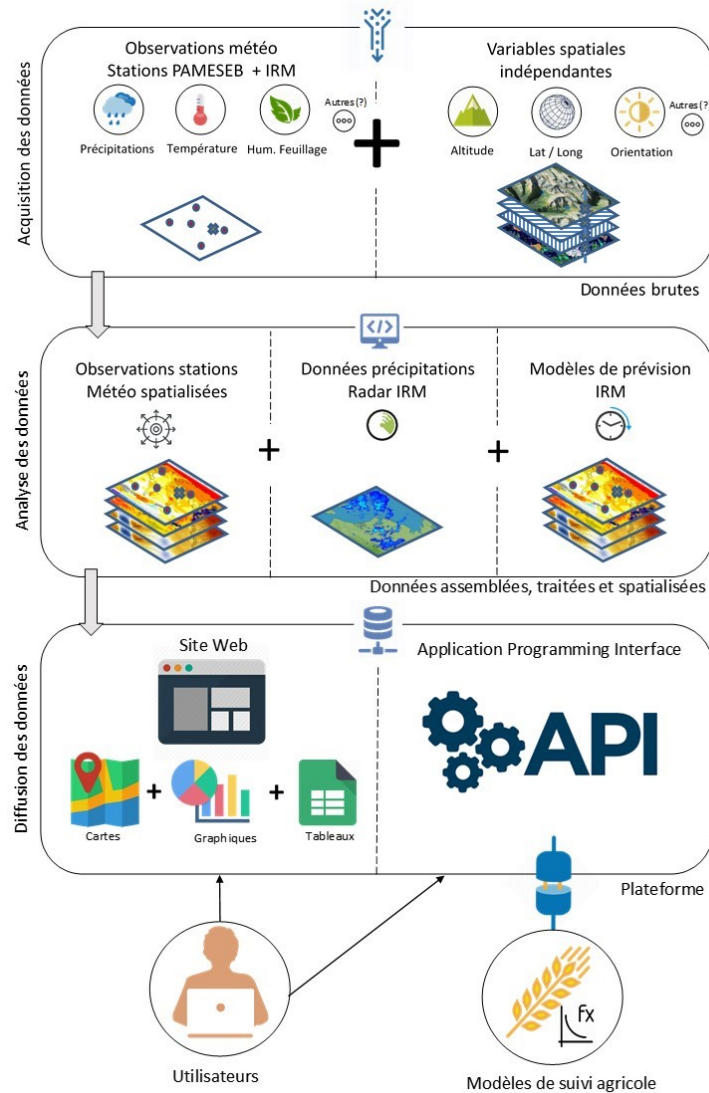 Acquisition des données
Observations météo
Stations PAMESEB + IRM
Précipitations
Température
Hum. Feuillage
Autres (?)
Variables spatiales
indépendantes
Altitude
Lat / Long
Orientation
Autres (?)
Données brutes
Analyse des données
</>
Observations stations
Météo spatialisées
Données précipitations
Radar IRM
Modèles de prévision
IRM
Données assemblées, traitées et spatialisées
Diffusion des données
Site Web
Cartes
Graphiques
Tableaux
Application Programming Interface
API
Plateforme
Utilisateurs
fx
Modèles de suivi agricole